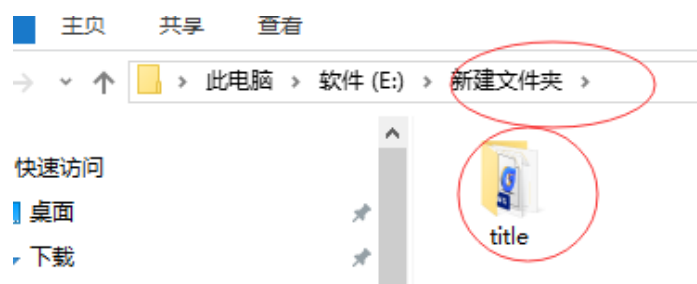 主页 共享 查看
此电脑 › 软件 (E:) › 新建文件夹 ›
快速访问
桌面
title
下载